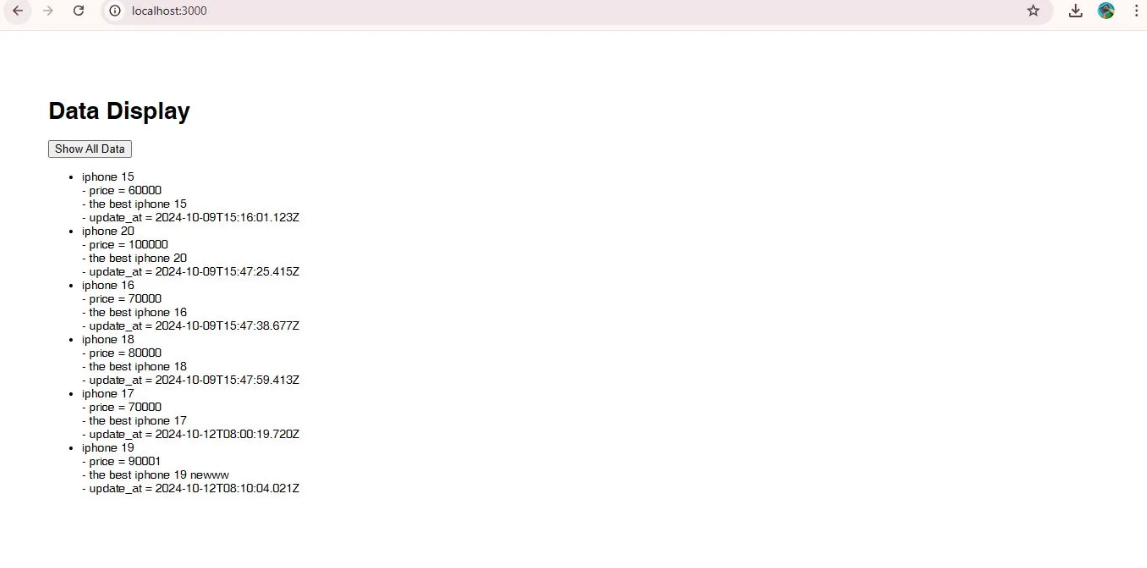 localhost:3000
Data Display
Show All Data
• iphone 15
- price = 60000
- the best iphone 15
- update_at = 2024-10-09T15:16:01.123Z
• iphone 20
- price = 100000
- the best iphone 20
- update_at = 2024-10-09T15:47:25.415Z
• iphone 16
- price = 70000
- the best iphone 16
- update_at = 2024-10-09T15:47:38.677Z
• iphone 18
- price = 80000
- the best iphone 18
- update_at = 2024-10-09T15:47:59.413Z
• iphone 17
- price = 70000
- the best iphone 17
- update_at = 2024-10-12T08:00:19.720Z
• iphone 19
- price = 90001
- the best iphone 19 newww
- update_at = 2024-10-12T08:10:04.021Z